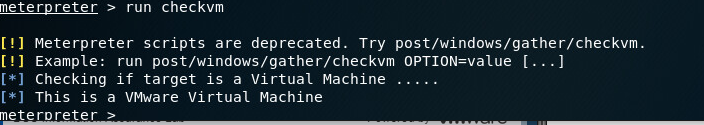 meterpreter > run checkvm
[!] Meterpreter scripts are deprecated. Try post/windows/gather/checkvm.
[!] Example: run post/windows/gather/checkvm OPTION=value [...]
[*] Checking if target is a Virtual Machine .....
[*] This is a VMware Virtual Machine
meterpreter >